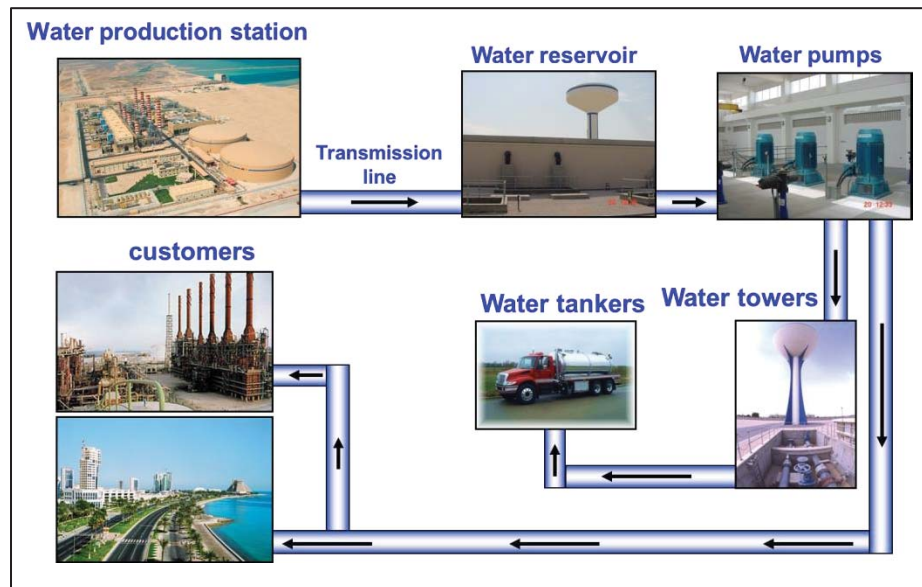 Water production station
Water reservoir
Water pumps
Transmission
line
customers
Water tankers
Water towers